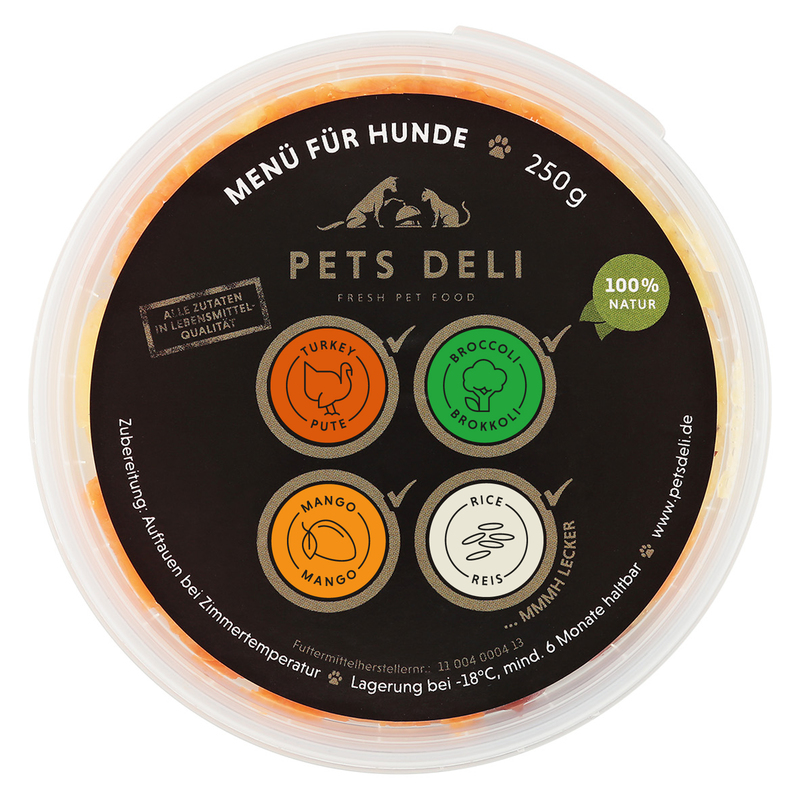 MENÜ FÜR HUNDE 250g
PETS DELI
FRESH PET FOOD
ALLE ZUTATEN
IN LEBENSMITTEL-
QUALITÄT
100%
NATUR
TURKEY
PUTE
BROCCOLI
BROKKOLI
MANGO
MANGO
RICE
REIS
... MMMH LECKER
Futtermittelherstellernr.: 11 004 0004 13
Zubereitung: Auftauen bei Zimmertemperatur Lagerung bei -18°C, mind. 6 Monate haltbar www.petsdeli.de